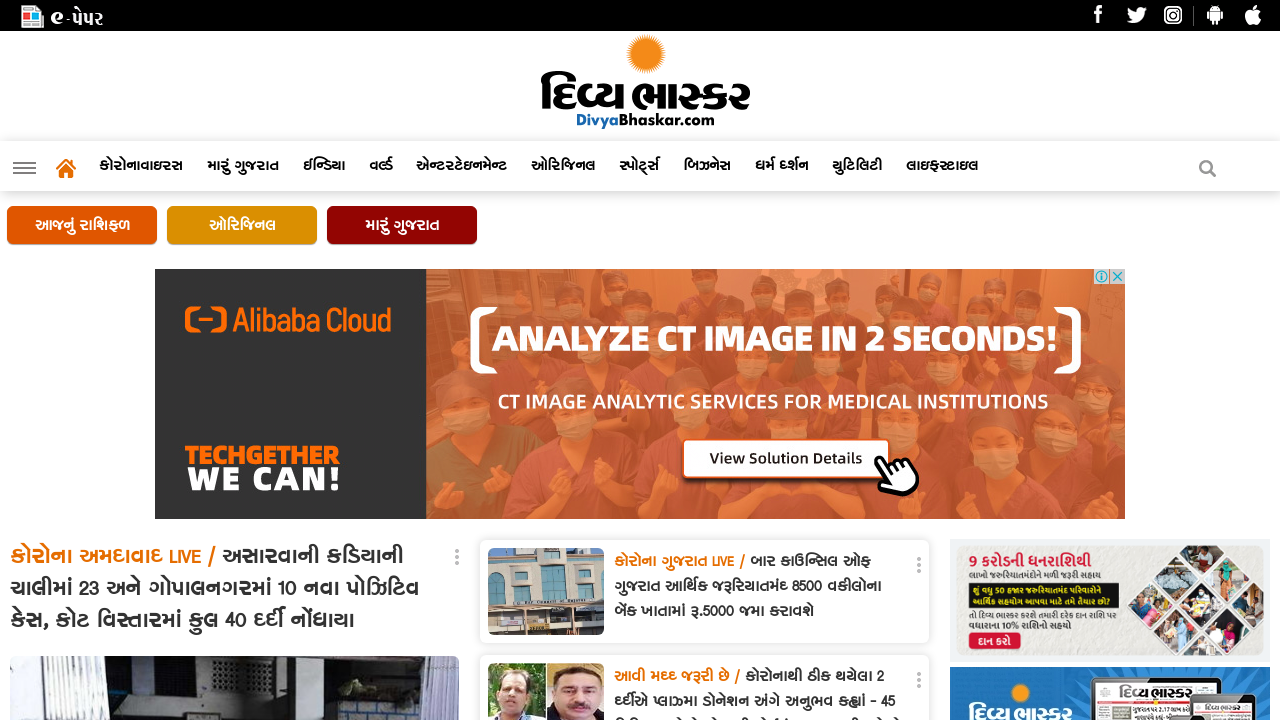 ઇ-પેપર
દિવ્ય ભાસ્કર
DivyaBhaskar.com
કોરોનાવાઇરસ મારું ગુજરાત ઈન્ડિયા વર્લ્ડ એન્ટરટેઇનમેન્ટ ઓરિજિનલ સ્પોર્ટ્સ બિઝનેસ ધર્મ દર્શન યુટિલિટી લાઇફસ્ટાઇલ
આજનું રાશિફળ ઓરિજિનલ મારું ગુજરાત
Alibaba Cloud
TECHGETHER
WE CAN!
ANALYZE CT IMAGE IN 2 SECONDS!
CT IMAGE ANALYTIC SERVICES FOR MEDICAL INSTITUTIONS
View Solution Details
કોરોના અમદાવાદ LIVE / અસારવાની કડિયાની
ચાલીમાં 23 અને ગોપાલનગરમાં 10 નવા પોઝિટિવ
કેસ, કોટ વિસ્તારમાં કુલ 40 દર્દી નોંધાયા
કોરોના ગુજરાત LIVE / બાર કાઉન્સિલ ઓફ
ગુજરાત આર્થિક જરૂરિયાતમંદ 8500 વકીલોના
બેંક ખાતામાં રૂ.5000 જમા કરાવશે
આવી મદદ જરૂરી છે / કોરોનાથી ઠીક થયેલા 2
દર્દીએ પ્લાઝમા ડોનેશન અંગે અનુભવ કહ્યાં - 45
9 કરોડની ધનરાશિથી
લાખો જરૂરિયાતમંદોને મળી જરૂરી સહાય
શું વધુ 50 હજાર જરૂરિયાતમંદ પરિવારોને
આર્થિક સહયોગ આપવા માટે તમે તૈયાર છો?
તો દિવ્ય ભાસ્કર કરશે તમારી દરેક દાન રાશિ પર
વધારાના 10% રાશિનો સહયો
દાન કરો
દિવ્ય ભાસ્કર
દિવ્ય ભાસ્કર